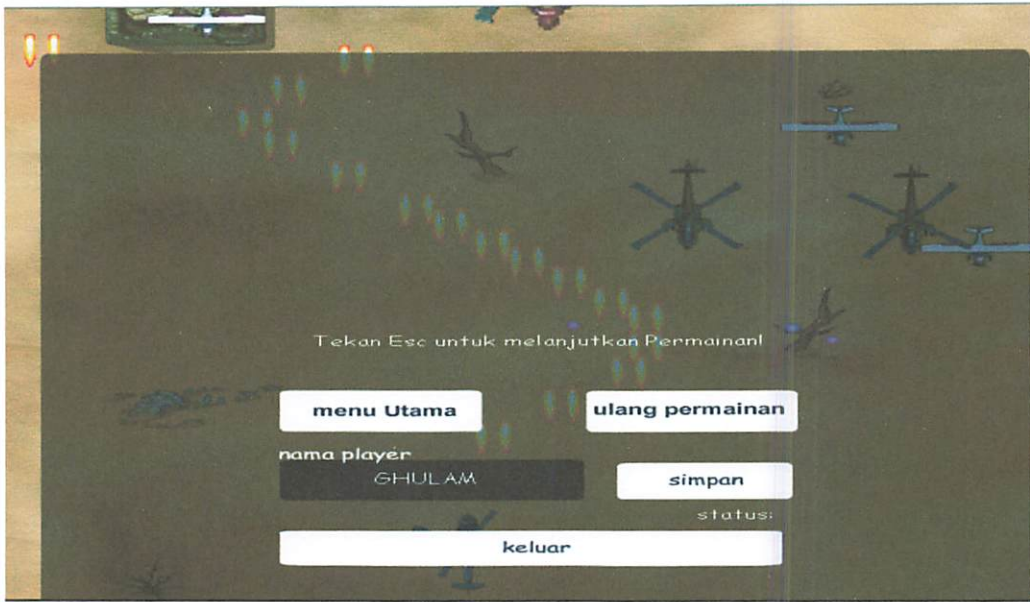 Tekan Esc untuk melanjutkan Permainan!
menu Utama
ulang permainan
nama player
GHULAM
simpan
status:
keluar